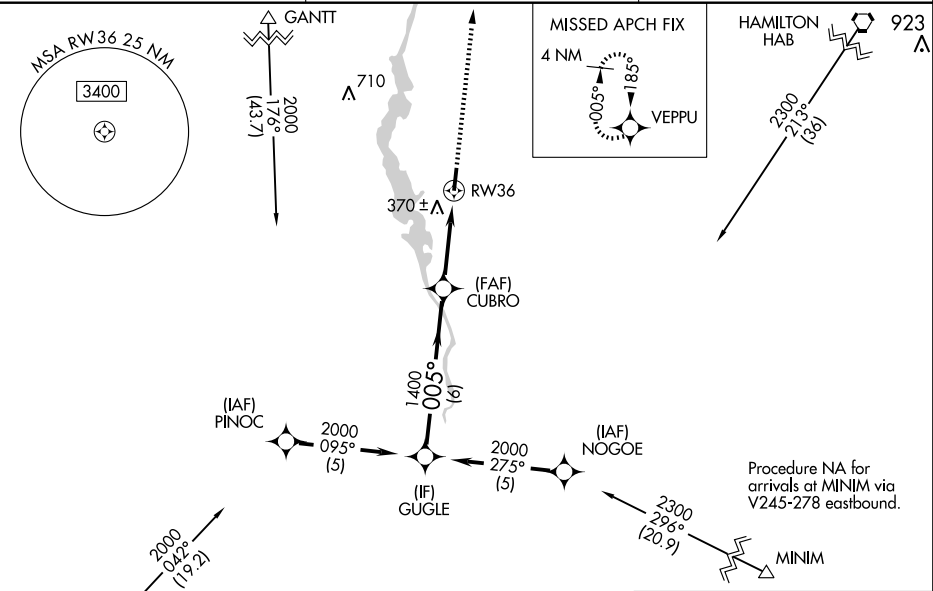 MSA RW36 25 NM
3400
GANTT
2000
176°
(43.7)
710
MISSED APCH FIX
4 NM
005°
185°
VEPPU
HAMILTON
HAB
923
2300
213°
(36)
RW36
370 ±
(FAF)
CUBRO
1400
005°
(6)
(IAF)
PINOC
2000
095°
(5)
(IF)
GUGLE
2000
275°
(5)
(IAF)
NOGOE
Procedure NA for
arrivals at MINIM via
V245-278 eastbound.
2000
042°
(19.2)
2300
296°
(20.9)
MINIM